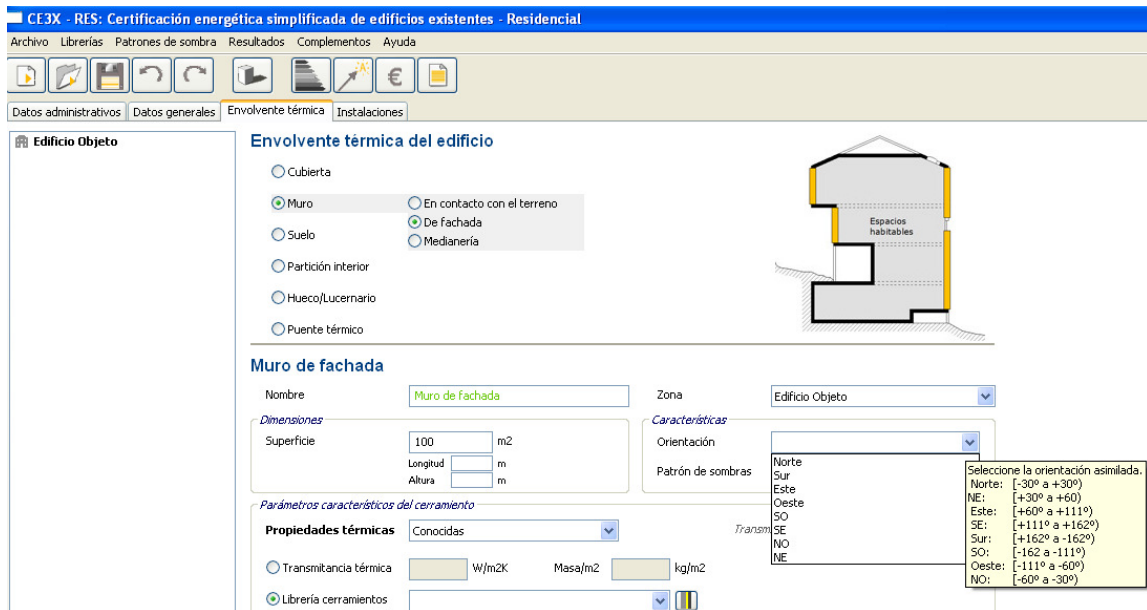 CE3X - RES: Certificación energética simplificada de edificios existentes - Residencial
Archivo Librerías Patrones de sombra Resultados Complementos Ayuda
€
Datos administrativos Datos generales Envolvente térmica Instalaciones
Edificio Objeto
Envolvente térmica del edificio
Cubierta
Muro
En contacto con el terreno
De fachada
Medianería
Suelo
Partición interior
Hueco/Lucernario
Puente térmico
Espacios
habitables
Muro de fachada
Nombre Muro de fachada
Zona Edificio Objeto
Dimensiones
Superficie 100 m2
Longitud m
Altura m
Características
Orientación
Patrón de sombras
Norte
Sur
Este
Oeste
SO
SE
NO
NE
Seleccione la orientación asimilada.
Norte: [-30º a +30º)
NE: [+30º a +60)
Este: [+60º a +111º)
SE: [+111º a +162º)
Sur: [+162º a -162º)
SO: [-162 a -111º)
Oeste: [-111º a -60º)
NO: [-60º a -30º)
Parámetros característicos del cerramiento
Propiedades térmicas Conocidas
Transm
Transmitancia térmica W/m2K Masa/m2 kg/m2
Librería cerramientos